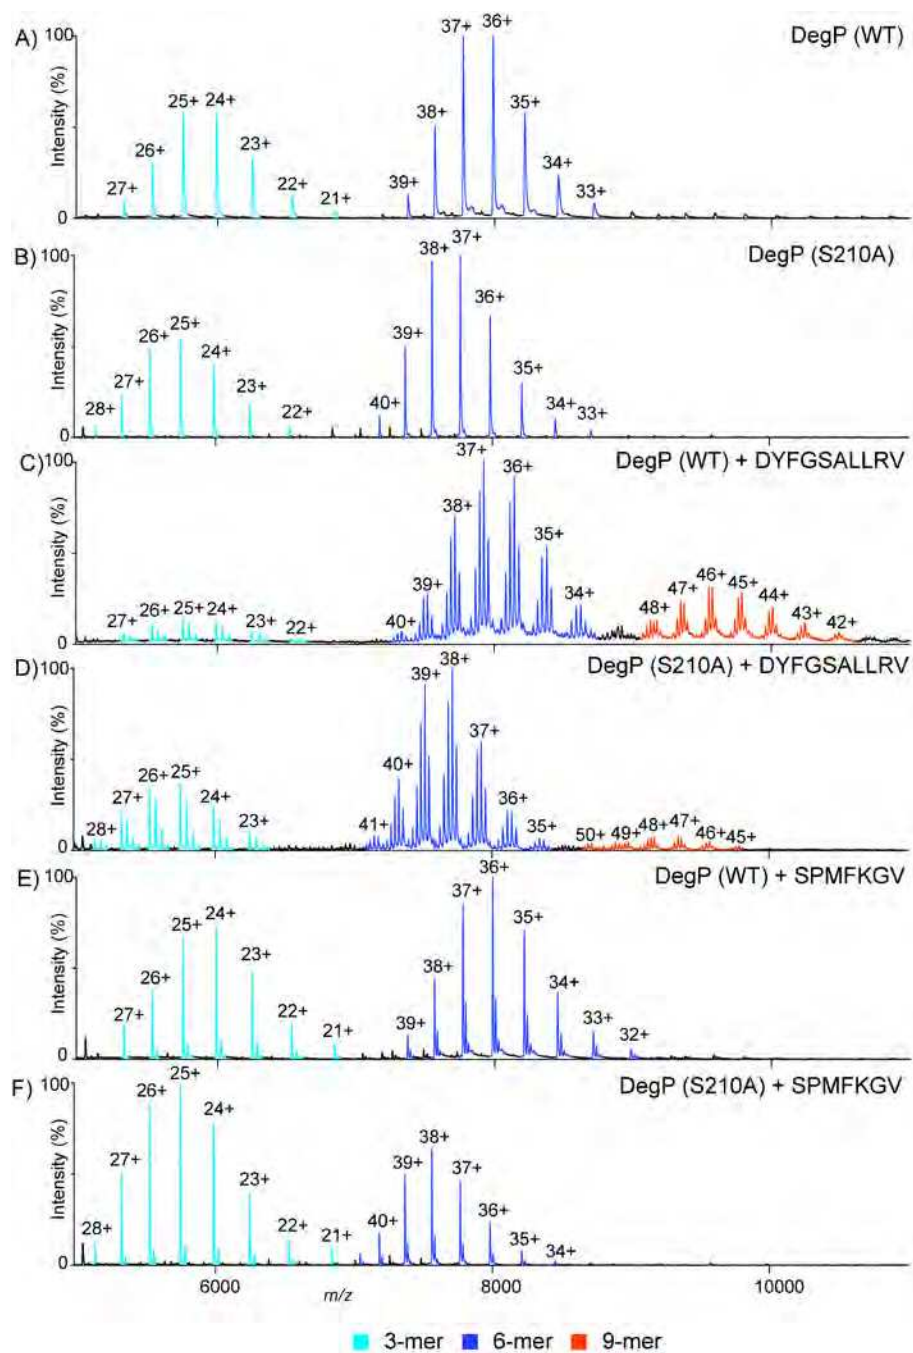 A)
DegP (WT)
Intensity (%)
100
0
27+ 26+ 25+ 24+ 23+ 22+ 21+
39+ 38+ 37+ 36+ 35+ 34+ 33+
B)
DegP (S210A)
Intensity (%)
100
0
28+ 27+ 26+ 25+ 24+ 23+ 22+
40+ 39+ 38+ 37+ 36+ 35+ 34+ 33+
C)
DegP (WT) + DYFGSALLRV
Intensity (%)
100
0
27+ 26+ 25+ 24+ 23+ 22+
40+ 39+ 38+ 37+ 36+ 35+ 34+
48+ 47+ 46+ 45+ 44+ 43+ 42+
D)
DegP (S210A) + DYFGSALLRV
Intensity (%)
100
0
28+ 27+ 26+ 25+ 24+ 23+
41+ 40+ 39+ 38+ 37+ 36+ 35+
50+ 49+ 48+ 47+ 46+ 45+
E)
DegP (WT) + SPMFKGV
Intensity (%)
100
0
27+ 26+ 25+ 24+ 23+ 22+ 21+
39+ 38+ 37+ 36+ 35+ 34+ 33+ 32+
F)
DegP (S210A) + SPMFKGV
Intensity (%)
100
0
28+ 27+ 26+ 25+ 24+ 23+ 22+ 21+
40+ 39+ 38+ 37+ 36+ 35+ 34+
6000 m/z 8000 10000
3-mer 6-mer 9-mer